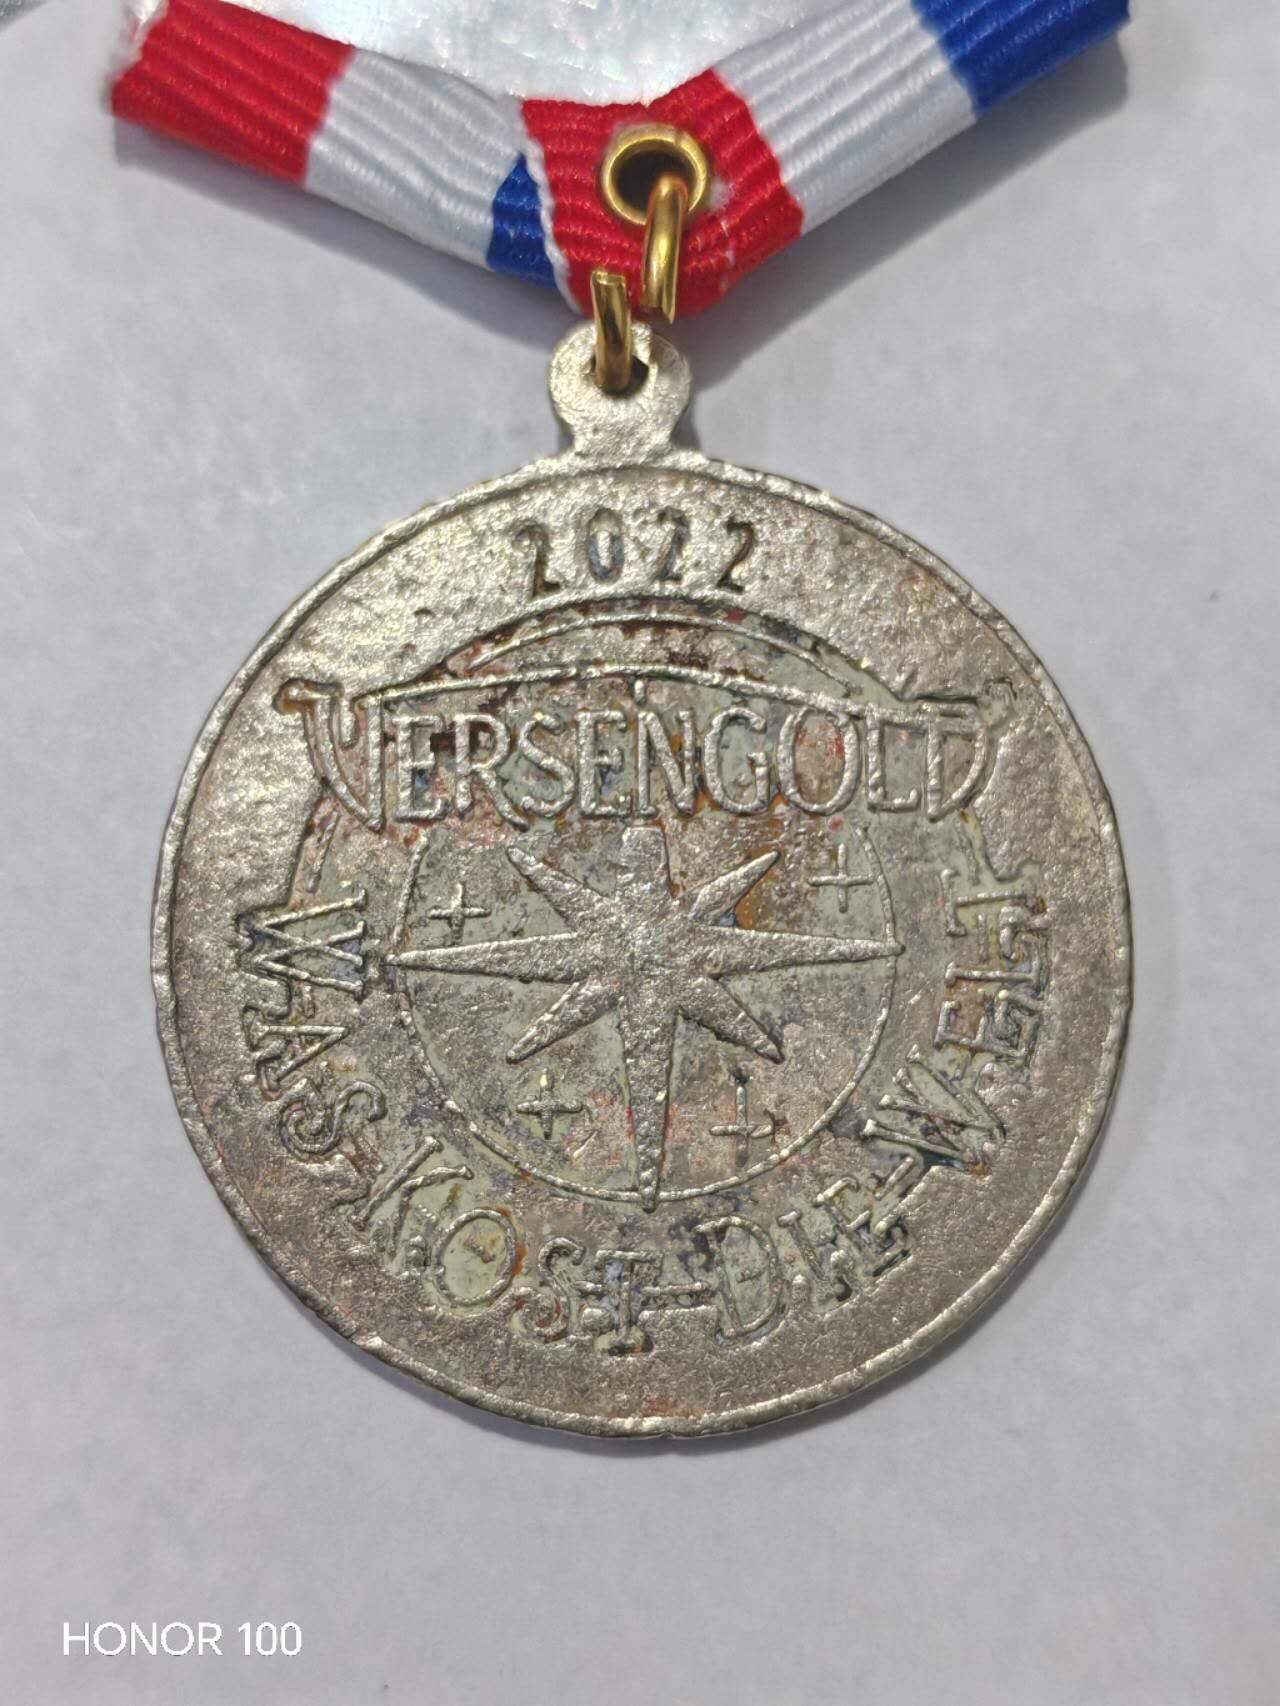 2022
VERSENGOLD
WAS KOST DIE WELT
HONOR 100